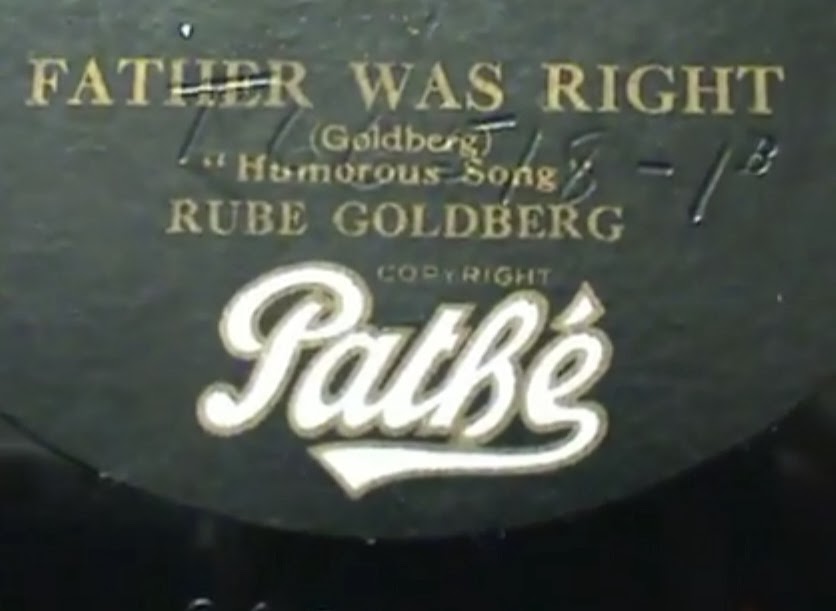 FATHER WAS RIGHT
(Goldberg)
"Humorous Song"
RUBE GOLDBERG
COPYRIGHT
Pathé